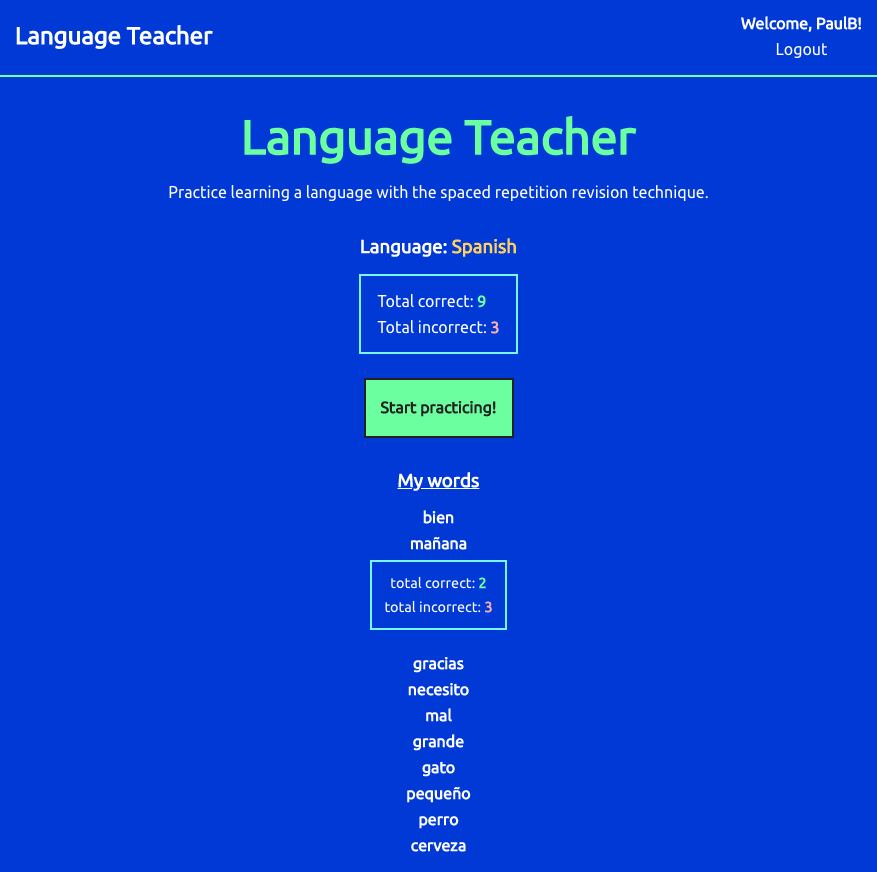 Language Teacher
Welcome, PaulB!
Logout
Language Teacher
Practice learning a language with the spaced repetition revision technique.
Language: Spanish
Total correct: 9
Total incorrect: 3
Start practicing!
My words
bien
mañana
total correct: 2
total incorrect: 3
gracias
necesito
mal
grande
gato
pequeño
perro
cerveza